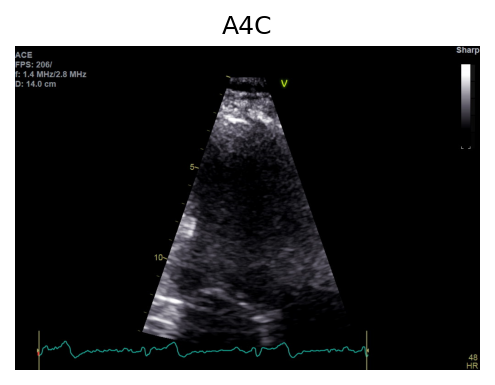 A4C
ACE
Sharp
FPS: 206/
f: 1.4 MHz/2.8 MHz
D: 14.0 cm
V
5
10
48
HR